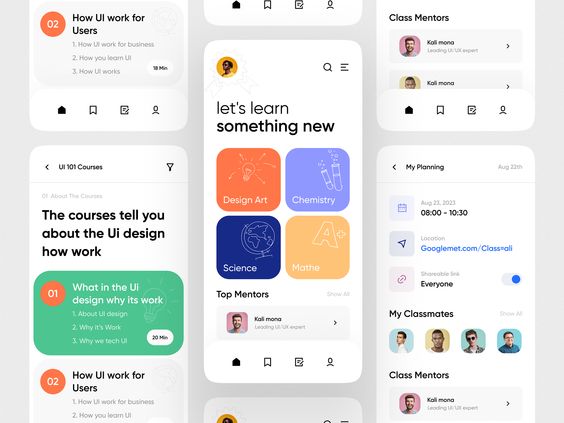 02
How UI work for
Users
1. How UI work for business
2. How you learn UI
3. How UI works
18 Min
UI 101 Courses
01 About The Courses
The courses tell you
about the Ui design
how work
01
What in the Ui
design why its work
1. About UI design
2. Why It's Work
3. Why we tech UI
20 Min
02
How UI work for
Users
1. How UI work for business
2. How you learn UI
let's learn
something new
Design Art
Chemistry
Science
A+
Mathe
Top Mentors
Show All
Kali mona
Leading UI/UX expert
Class Mentors
Kali mona
Leading UI/UX expert
Kali mona
My Planning
Aug 22th
Aug 23, 2023
08:00 - 10:30
Location
Googlemet.com/Class=ali
Shareable link
Everyone
My Classmates
Show All
Class Mentors
Kali mona
Leading UI/UX expert